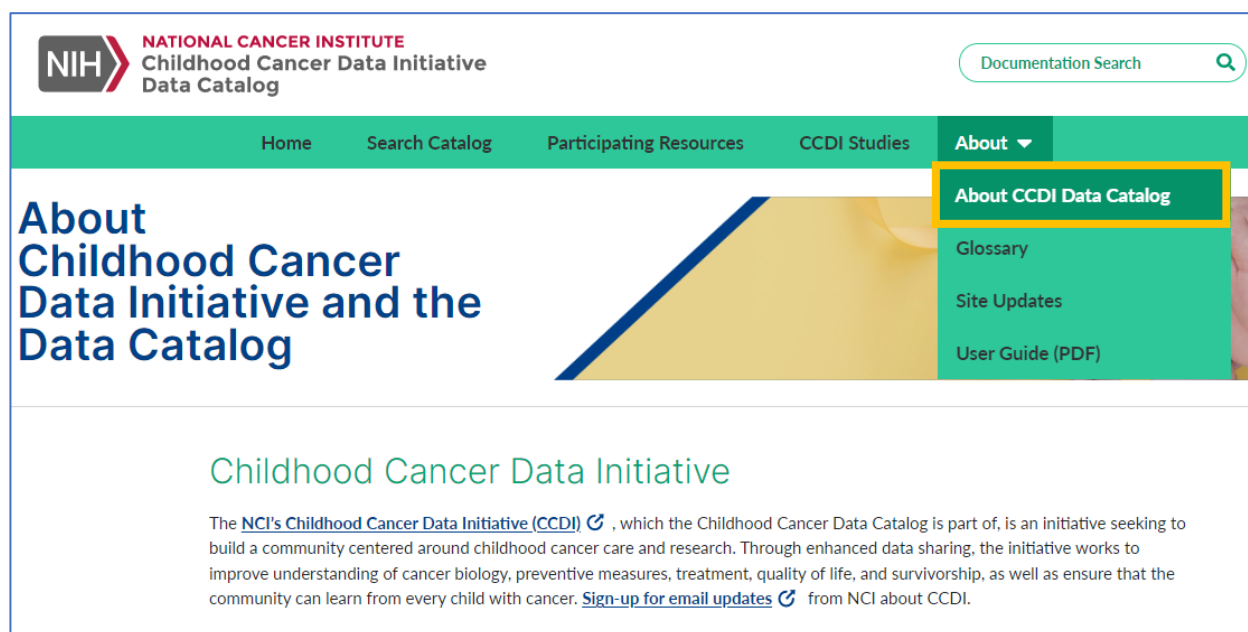 NIH
NATIONAL CANCER INSTITUTE
Childhood Cancer Data Initiative
Data Catalog
Documentation Search
Home
Search Catalog
Participating Resources
CCDI Studies
About
About CCDI Data Catalog
Glossary
Site Updates
User Guide (PDF)
About
Childhood Cancer
Data Initiative and the
Data Catalog
Childhood Cancer Data Initiative
The NCI's Childhood Cancer Data Initiative (CCDI) , which the Childhood Cancer Data Catalog is part of, is an initiative seeking to
build a community centered around childhood cancer care and research. Through enhanced data sharing, the initiative works to
improve understanding of cancer biology, preventive measures, treatment, quality of life, and survivorship, as well as ensure that the
community can learn from every child with cancer. Sign-up for email updates from NCI about CCDI.